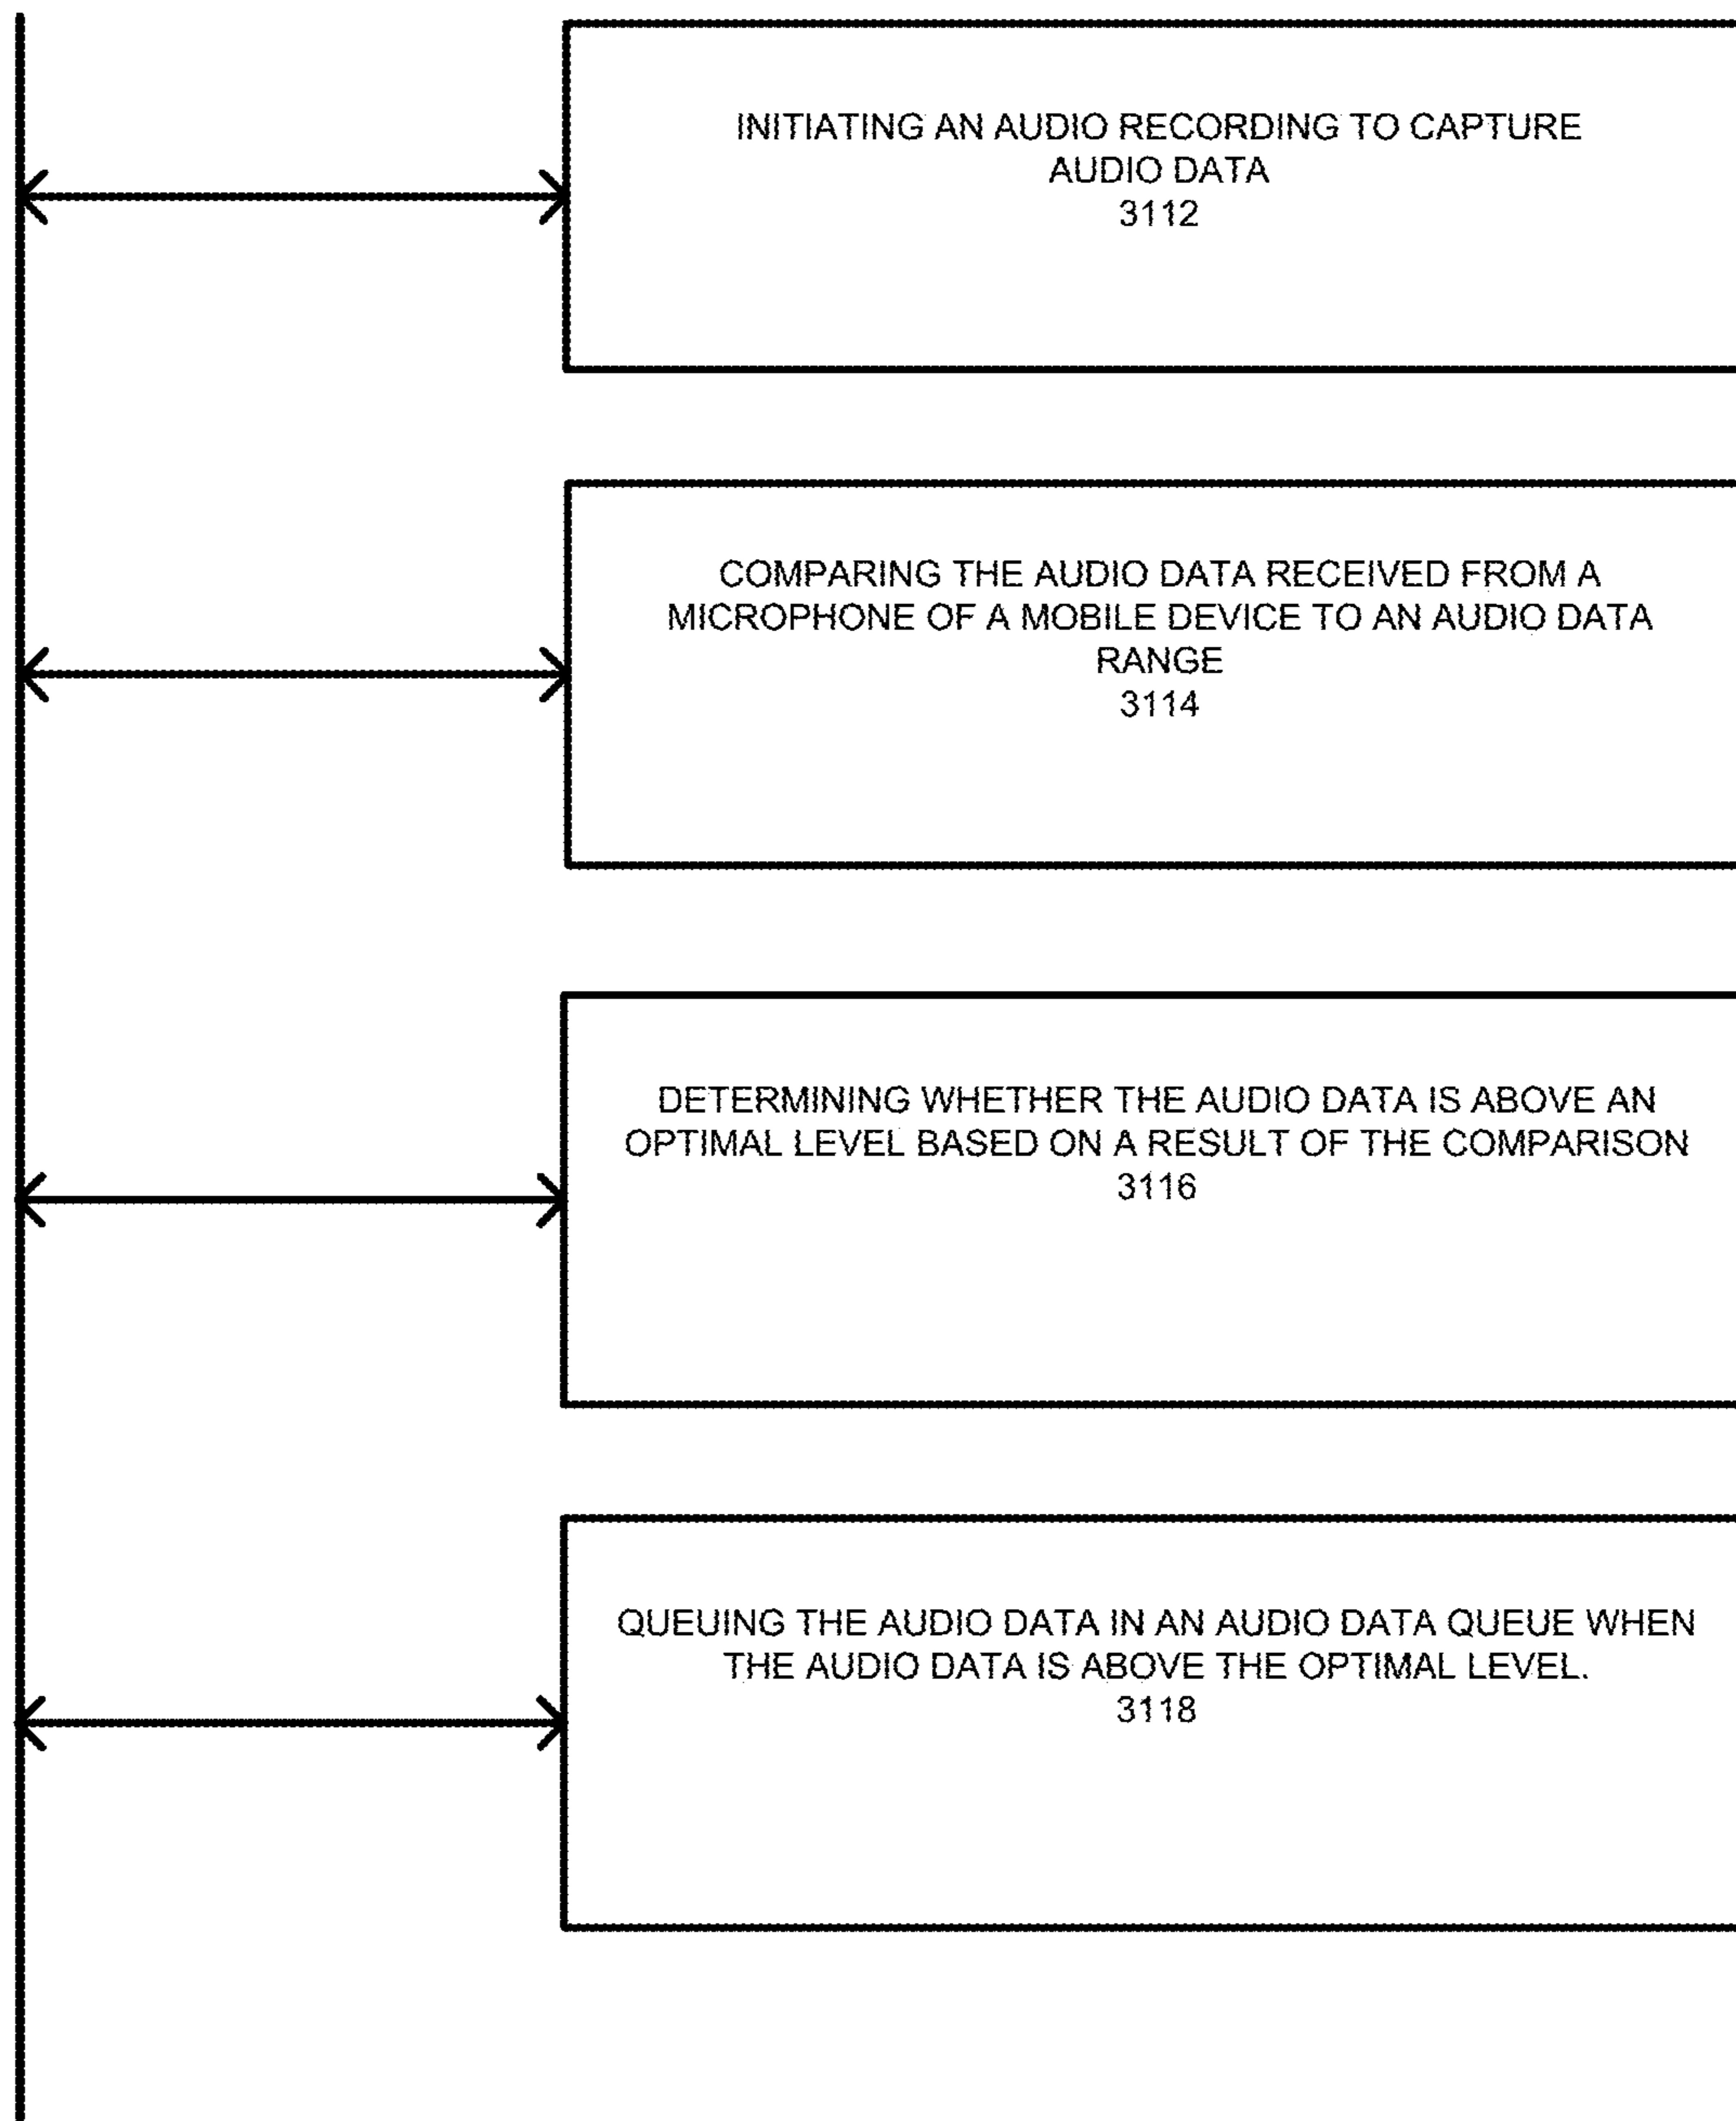 INITIATING AN AUDIO RECORDING TO CAPTURE
AUDIO DATA
3112
COMPARING THE AUDIO DATA RECEIVED FROM A
MICROPHONE OF A MOBILE DEVICE TO AN AUDIO DATA
RANGE
3114
DETERMINING WHETHER THE AUDIO DATA IS ABOVE AN
OPTIMAL LEVEL BASED ON A RESULT OF THE COMPARISON
3116
QUEUING THE AUDIO DATA IN AN AUDIO DATA QUEUE WHEN
THE AUDIO DATA IS ABOVE THE OPTIMAL LEVEL.
3118